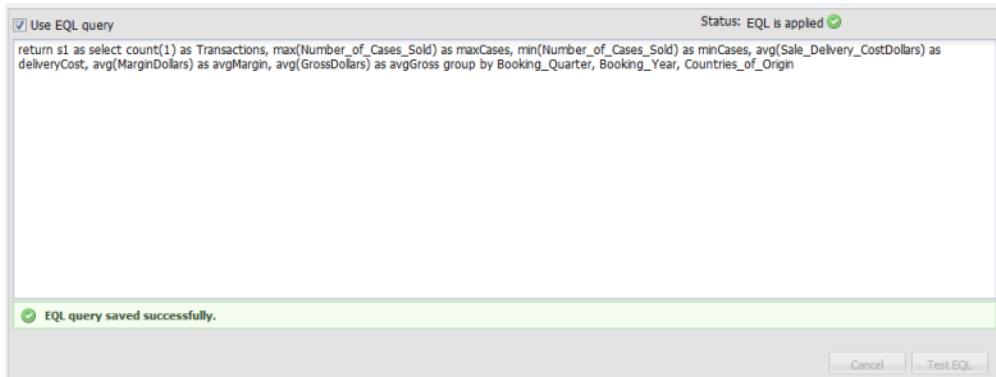 Use EQL query
Status: EQL is applied
return s1 as select count(1) as Transactions, max(Number_of_Cases_Sold) as maxCases, min(Number_of_Cases_Sold) as minCases, avg(Sale_Delivery_CostDollars) as
deliveryCost, avg(MarginDollars) as avgMargin, avg(GrossDollars) as avgGross group by Booking_Quarter, Booking_Year, Countries_of_Origin
EQL query saved successfully.
Cancel
Test EQL